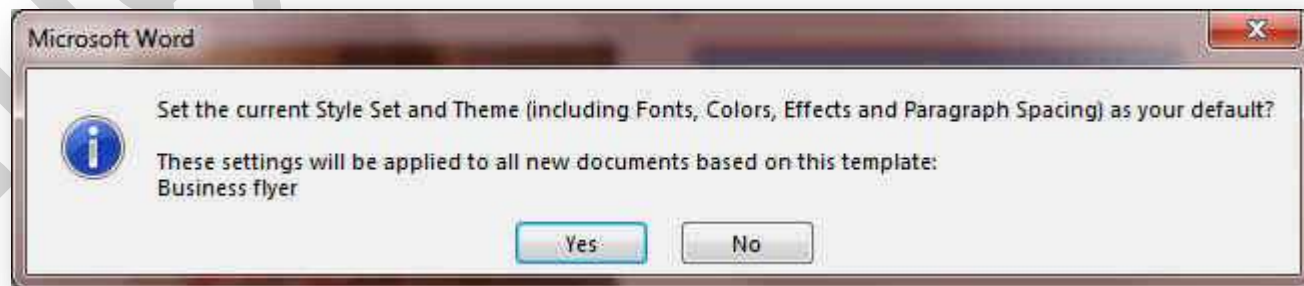 Microsoft Word
Set the current Style Set and Theme (including Fonts, Colors, Effects and Paragraph Spacing) as your default?
These settings will be applied to all new documents based on this template:
Business flyer
Yes
No